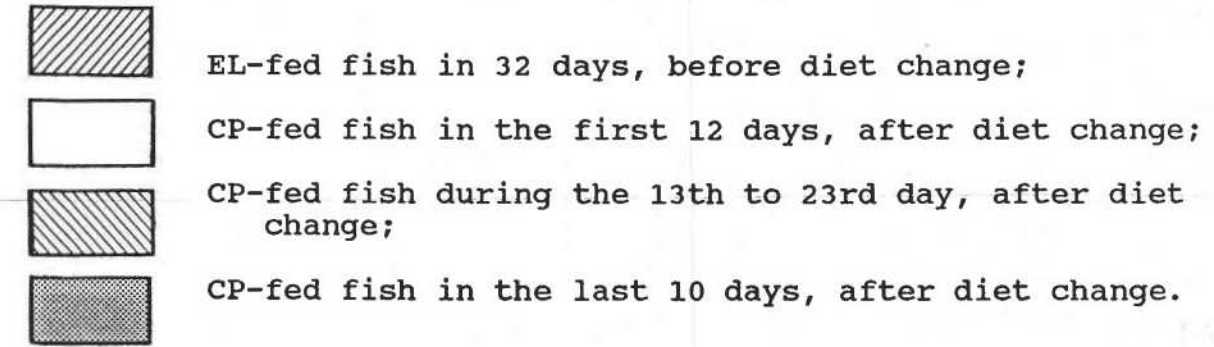 EL-fed fish in 32 days, before diet change;
CP-fed fish in the first 12 days, after diet change;
CP-fed fish during the 13th to 23rd day, after diet
change;
CP-fed fish in the last 10 days, after diet change.